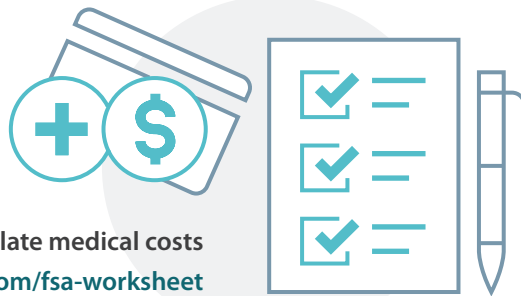 $
late medical costs
om/fsa-worksheet